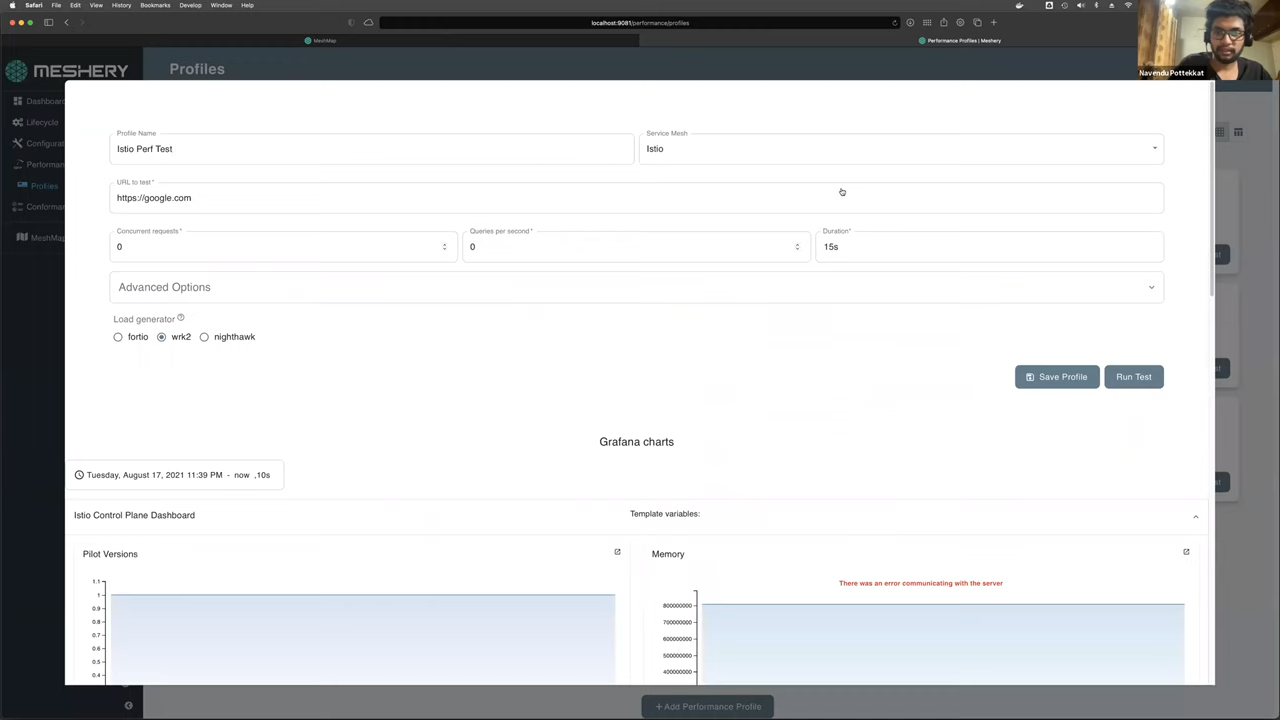 Safari File Edit View History Bookmarks Develop Window Help
localhost:9081/performance/profiles
MeshMap
Performance Profiles | Meshery
Navendu Pottekkat
MESHERY
Profiles
Dashboard
Lifecycle
Configurat
Performan
Profiles
Conforman
MeshMap
Profile Name
Istio Perf Test
Service Mesh
Istio
URL to test*
https://google.com
Concurrent requests*
0
Queries per second*
0
Duration*
15s
Advanced Options
Load generator
fortio
wrk2
nighthawk
Save Profile
Run Test
Grafana charts
Tuesday, August 17, 2021 11:39 PM - now ,10s
Istio Control Plane Dashboard
Template variables:
Pilot Versions
1.1
1
0.9
0.8
0.7
0.6
0.5
0.4
Memory
There was an error communicating with the server
800000000
700000000
600000000
500000000
400000000
+ Add Performance Profile